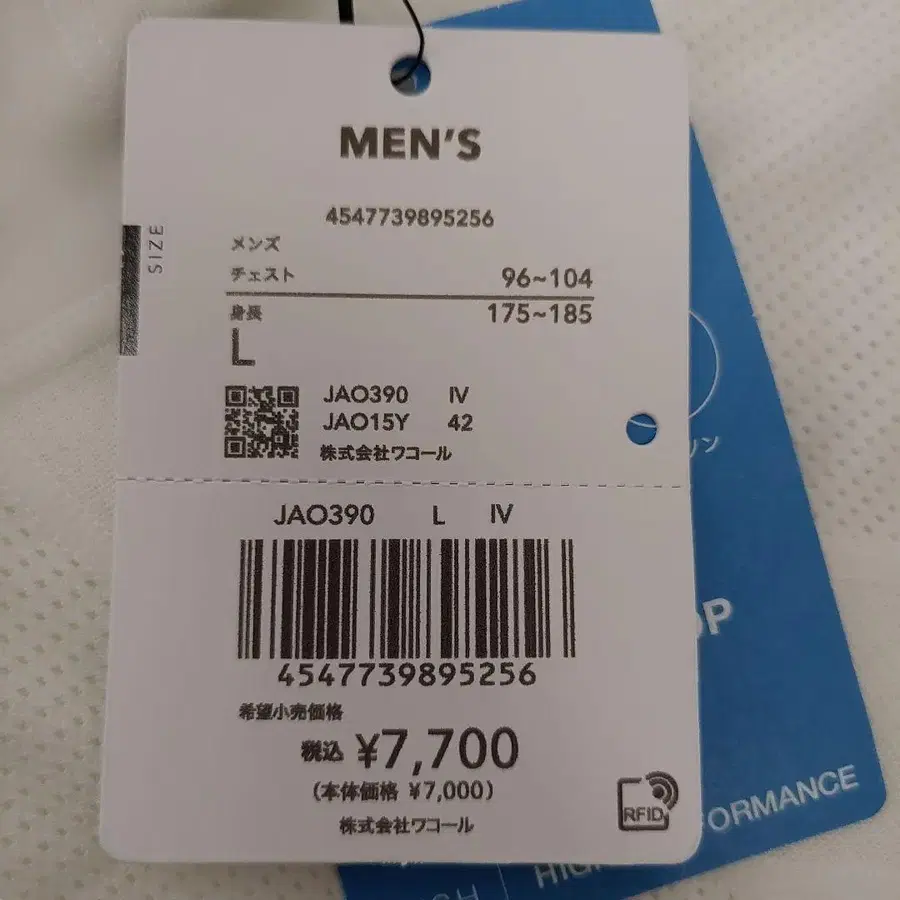 MEN'S
4547739895256
SIZE
メンズ
チェスト 96~104
身長 175~185
L
JAO390 IV
JAO15Y 42
株式会社ワコール
JAO390 L IV
4547739895256
希望小売価格
税込 ¥7,700
(本体価格 ¥7,000)
株式会社ワコール
RFID